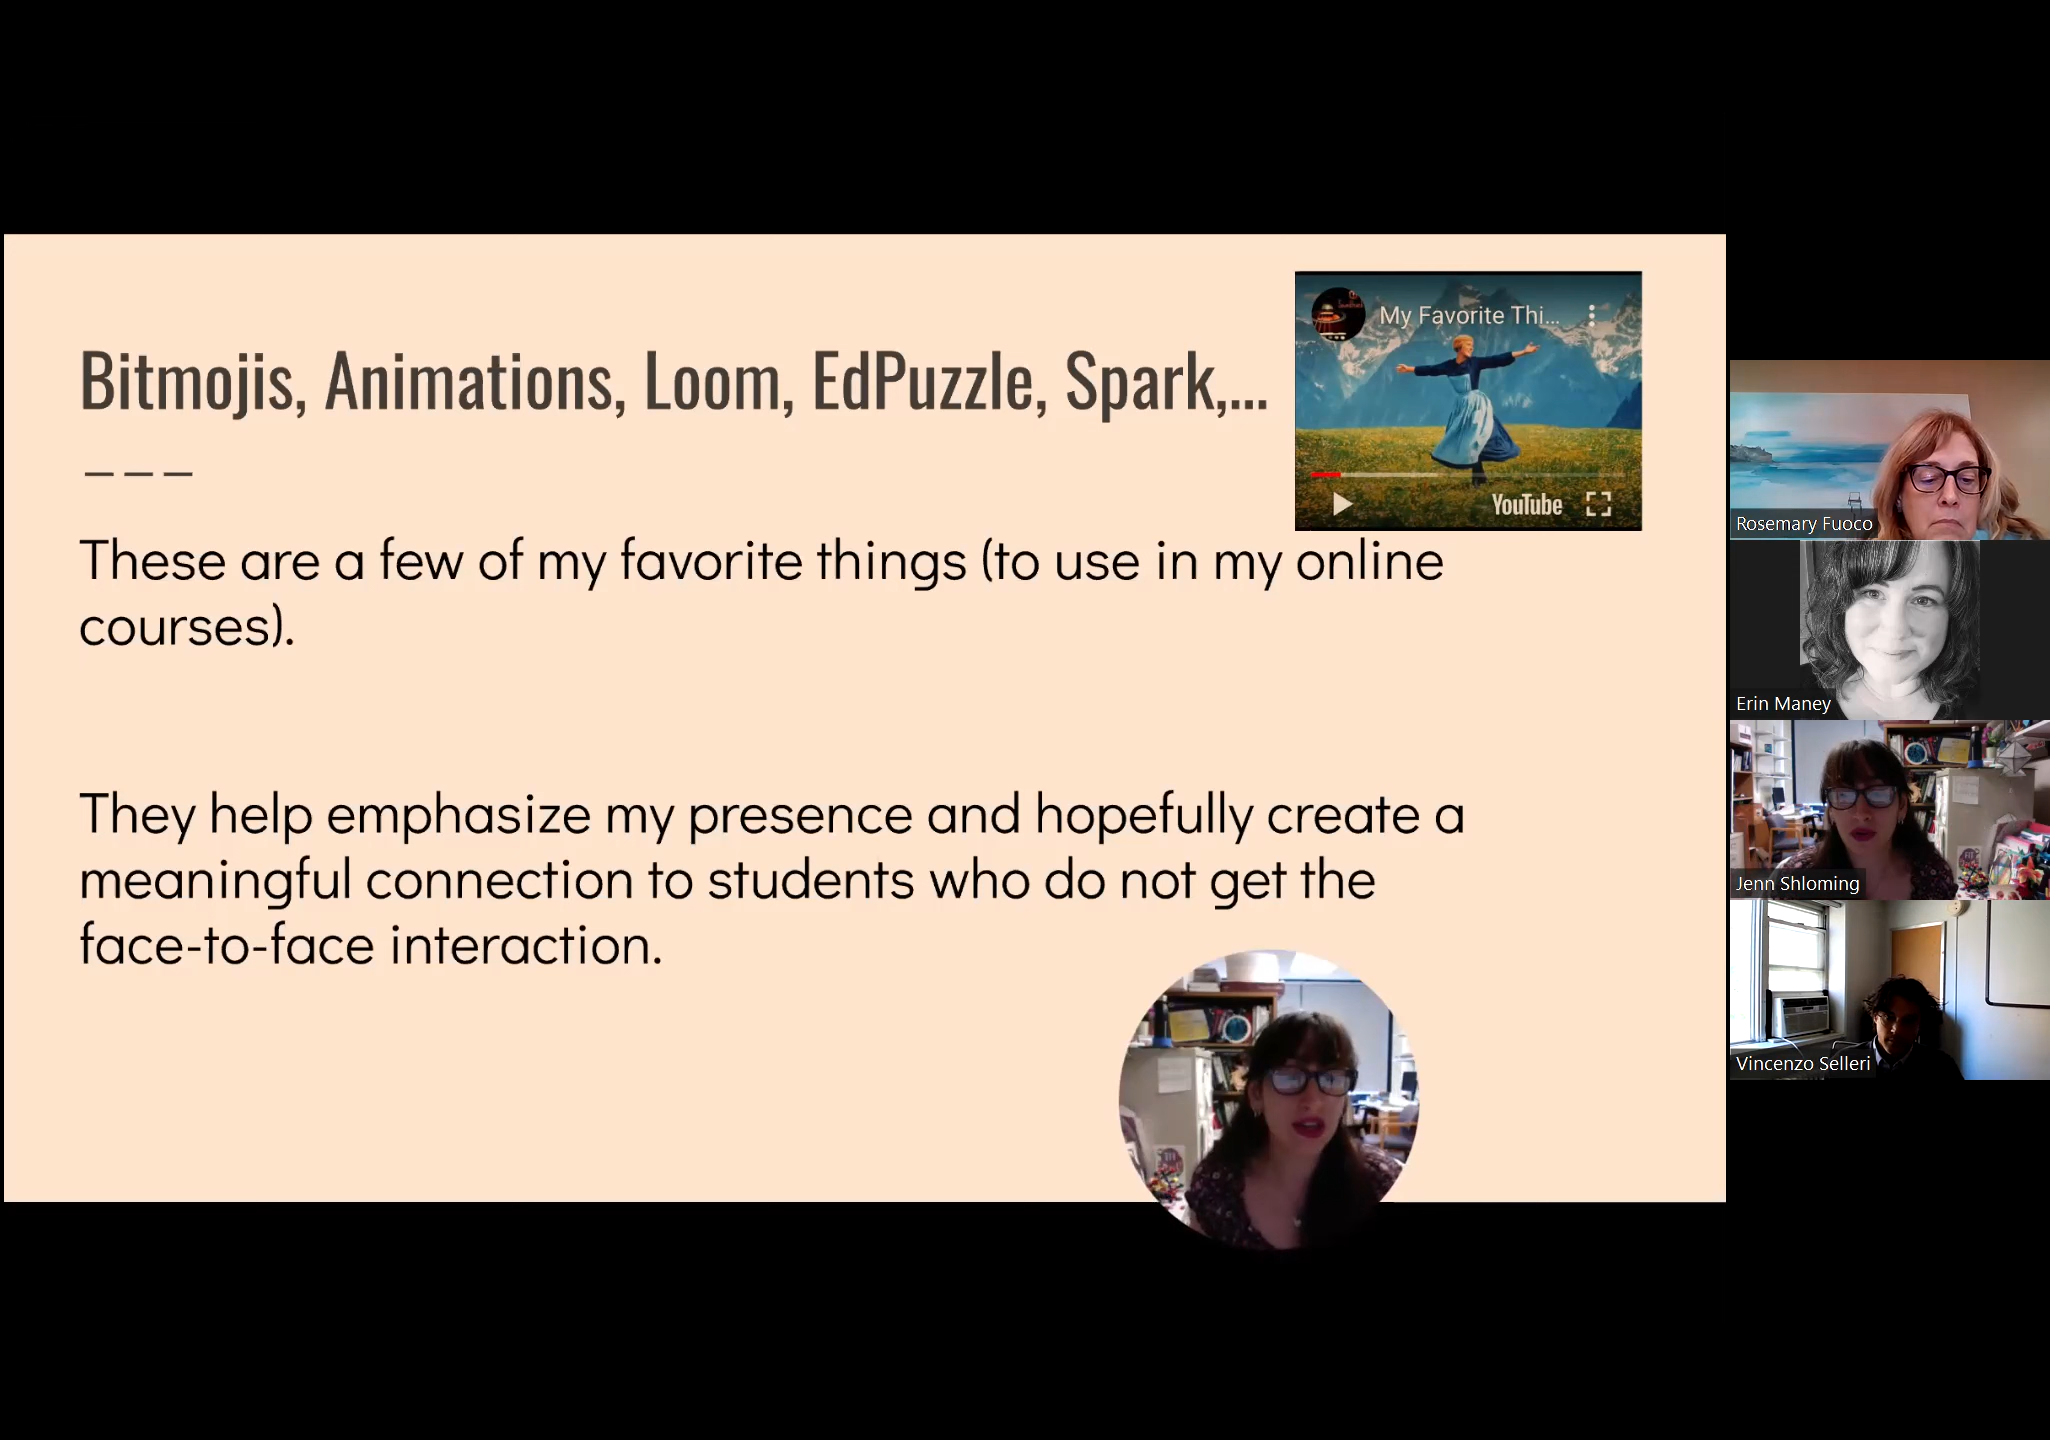 Bitmojis, Animations, Loom, EdPuzzle, Spark,...
My Favorite Thi...
YouTube
These are a few of my favorite things (to use in my online
courses).
They help emphasize my presence and hopefully create a
meaningful connection to students who do not get the
face-to-face interaction.
Rosemary Fuoco
Erin Maney
Jenn Shloming
Vincenzo Selleri